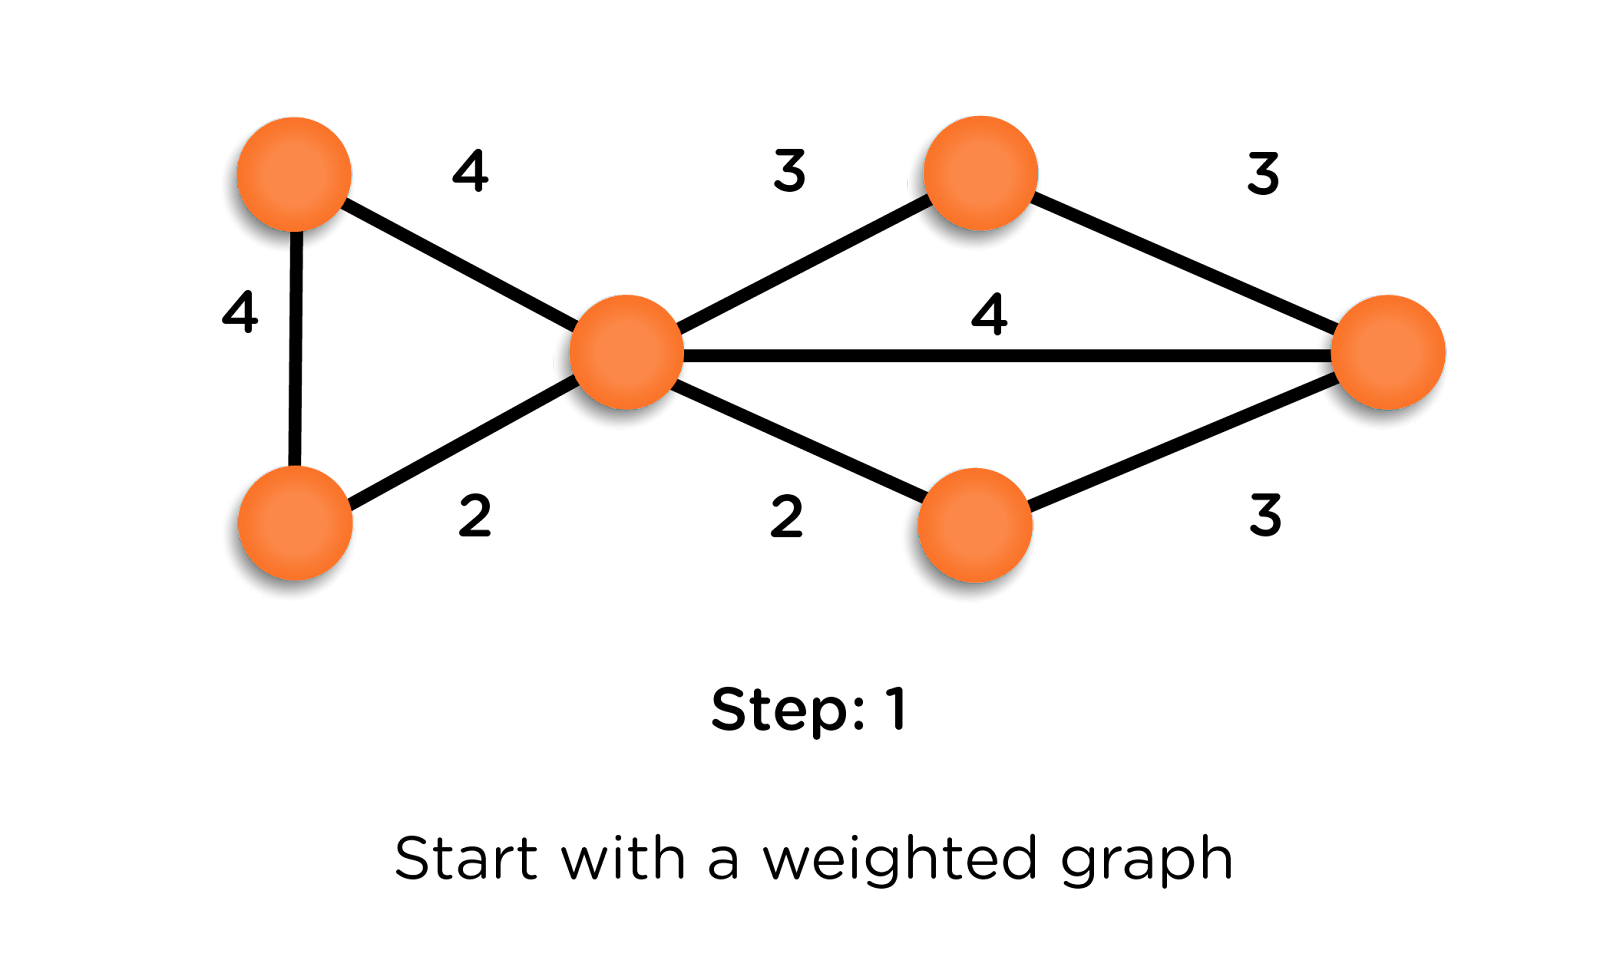 4 3 3
4 4
2 2 3
Step: 1
Start with a weighted graph